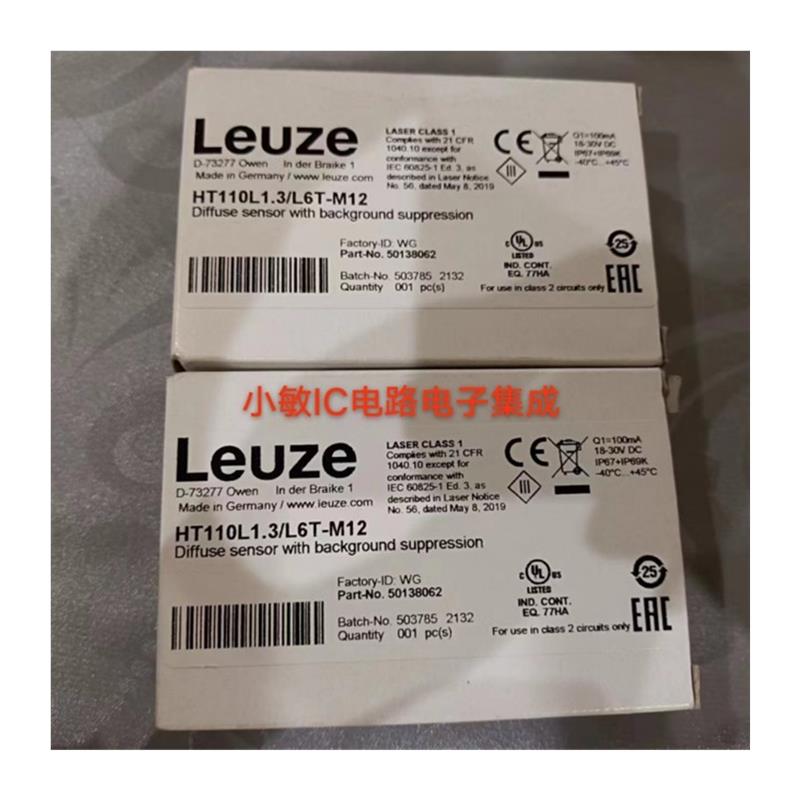 Leuze
D-73277 Owen In der Braike 1
Made in Germany / www.leuze.com
LASER CLASS 1
Complies with 21 CFR
1040.10 except for
conformance with
IEC 60825-1 Ed. 3. as
described in Laser Notice
No. 56, dated May 8, 2019
CE
III
Q1=100mA
18-30V DC
IP67+IP69K
-40°C...+45°C
HT110L1.3/L6T-M12
Diffuse sensor with background suppression
Factory-ID: WG
Part-No. 50138062
Batch-No. 503785 2132
Quantity 001 pc(s)
c UL us
LISTED
IND. CONT.
EQ. 77HA
For use in class 2 circuits only
25
EAC
小敏IC电路电子集成
Leuze
D-73277 Owen In der Braike 1
Made in Germany / www.leuze.com
LASER CLASS 1
Complies with 21 CFR
1040.10 except for
conformance with
IEC 60825-1 Ed. 3. as
described in Laser Notice
No. 56, dated May 8, 2019
CE
III
Q1=100mA
18-30V DC
IP67+IP69K
-40°C...+45°C
HT110L1.3/L6T-M12
Diffuse sensor with background suppression
Factory-ID: WG
Part-No. 50138062
Batch-No. 503785 2132
Quantity 001 pc(s)
c UL us
LISTED
IND. CONT.
EQ. 77HA
For use in class 2 circuits only
25
EAC